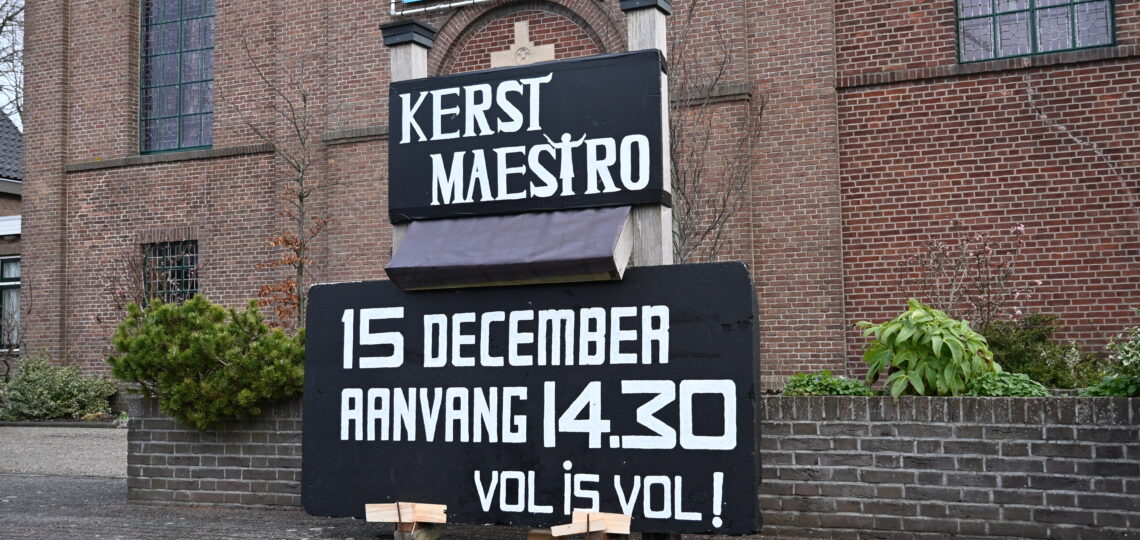 KERST
MAESTRO
15 DECEMBER
AANVANG 14.30
VOL iS VOL!